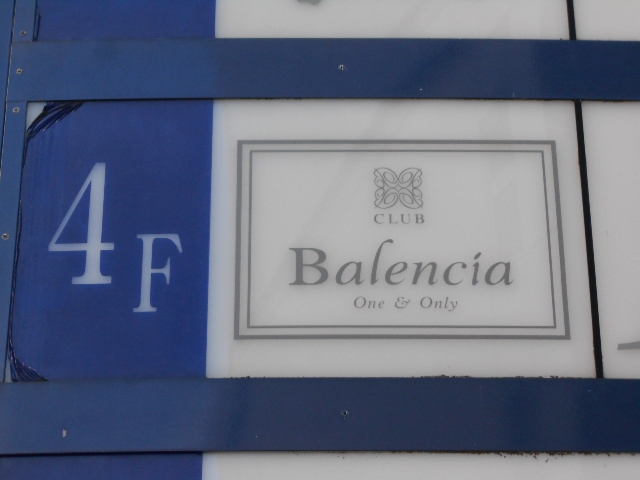 4F
CLUB
Balencia
One & Only